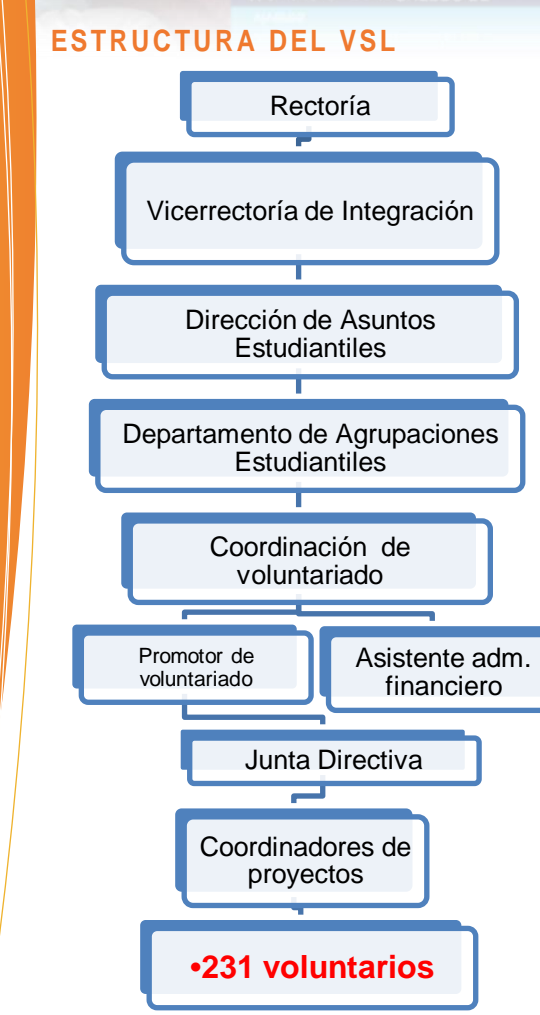 ESTRUCTURA DEL VSL
Rectoría
Vicerrectoría de Integración
Dirección de Asuntos
Estudiantiles
Departamento de Agrupaciones
Estudiantiles
Coordinación de
voluntariado
Promotor de
voluntariado
Asistente adm.
financiero
Junta Directiva
Coordinadores de
proyectos
•231 voluntarios